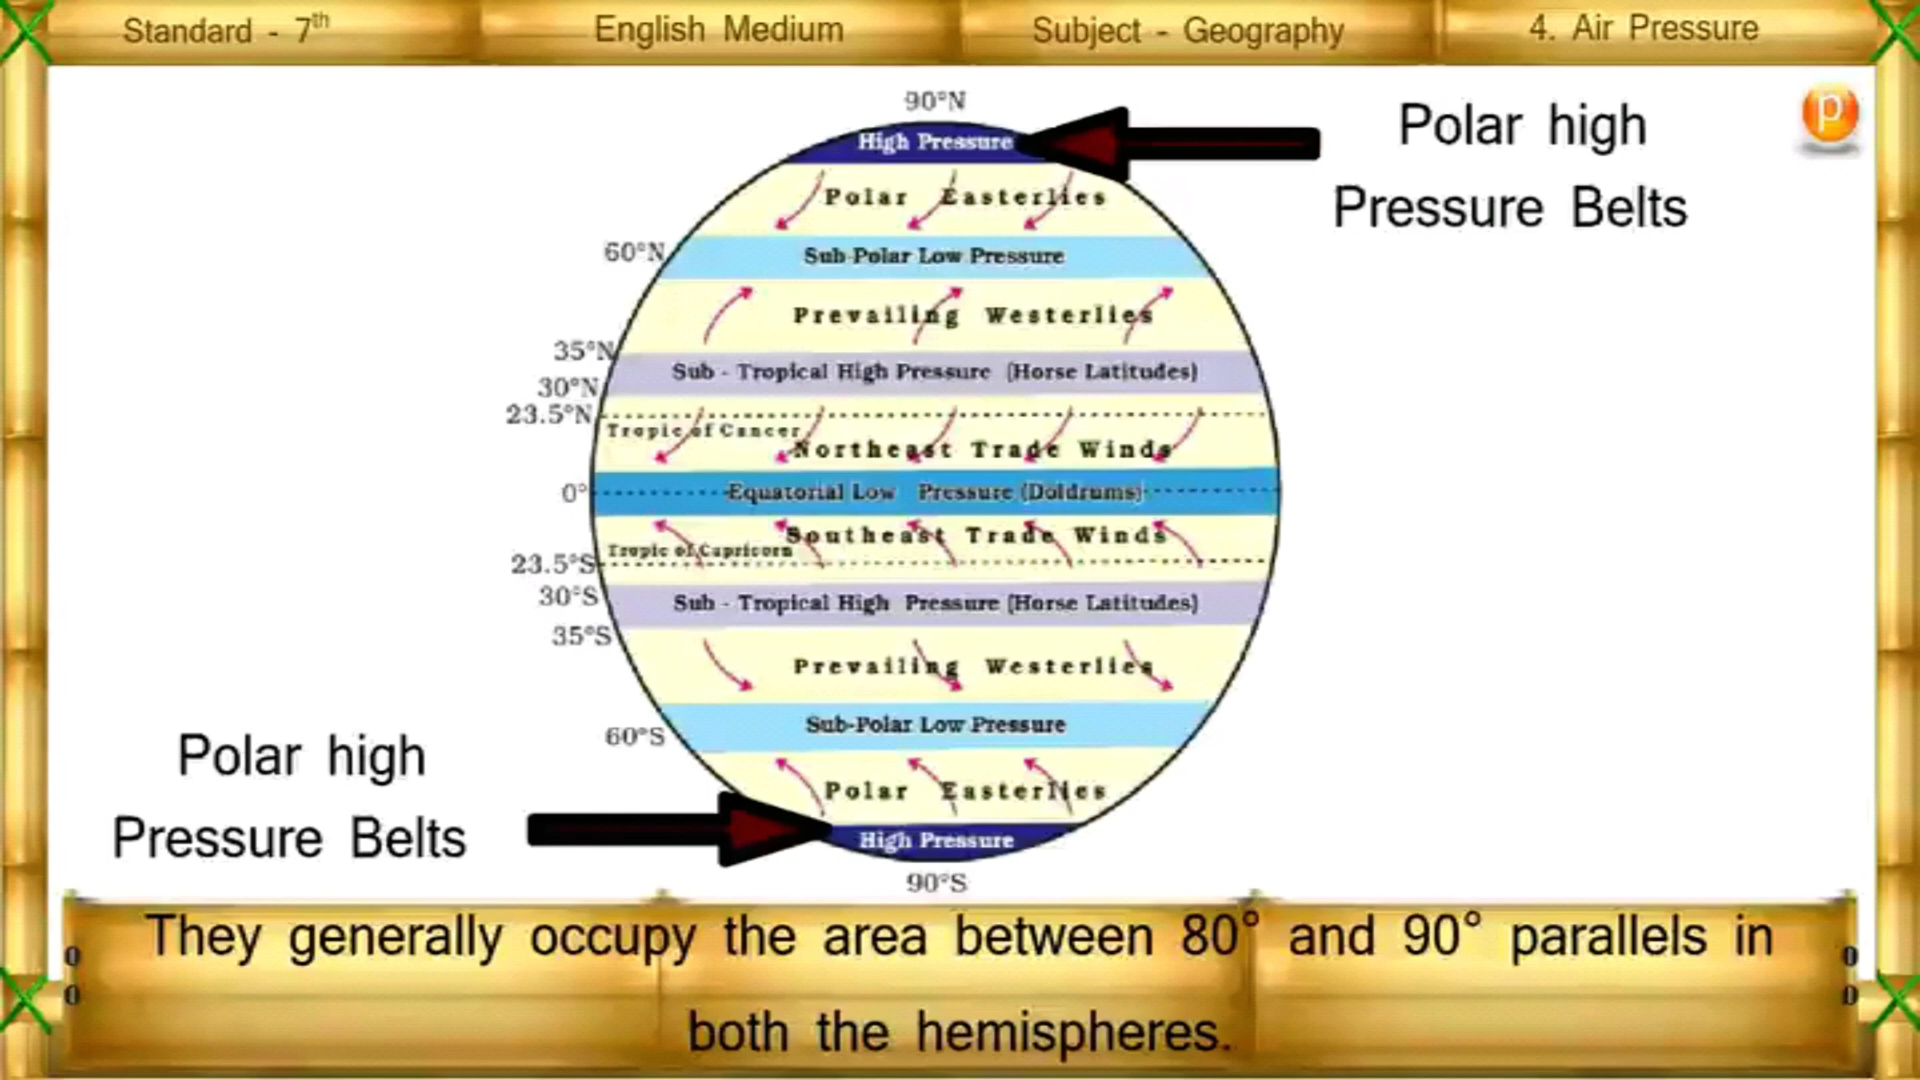 Standard - 7th
English Medium
Subject - Geography
4. Air Pressure
P
90°N
High Pressure
Polar high
Pressure Belts
Polar Easterlies
60°N
Sub-Polar Low Pressure
Prevailing Westerlies
35°N
Sub - Tropical High Pressure (Horse Latitudes)
30°N
23.5°N
Tropic of Cancer
Northeast Trade Winds
0°
Equatorial Low Pressure (Doldrums)
Southeast Trade Winds
Tropic of Capricorn
23.5°S
30°S
Sub - Tropical High Pressure (Horse Latitudes)
35°S
Prevailing Westerlies
Sub-Polar Low Pressure
60°S
Polar high
Pressure Belts
Polar Easterlies
High Pressure
90°S
They generally occupy the area between 80° and 90° parallels in
both the hemispheres.